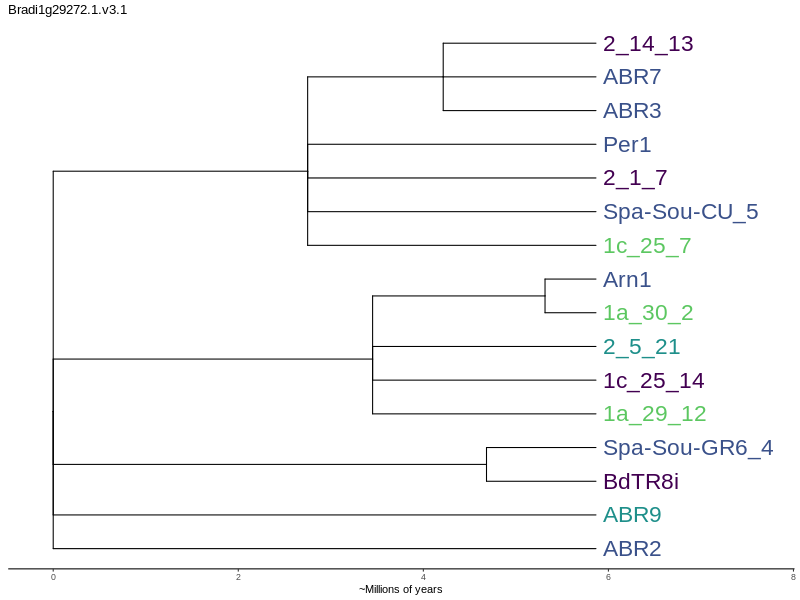 Bradi1g29272.1.v3.1
2_14_13
ABR7
ABR3
Per1
2_1_7
Spa-Sou-CU_5
1c_25_7
Arn1
1a_30_2
2_5_21
1c_25_14
1a_29_12
Spa-Sou-GR6_4
BdTR8i
ABR9
ABR2
0 2 4 6 8
~Millions of years